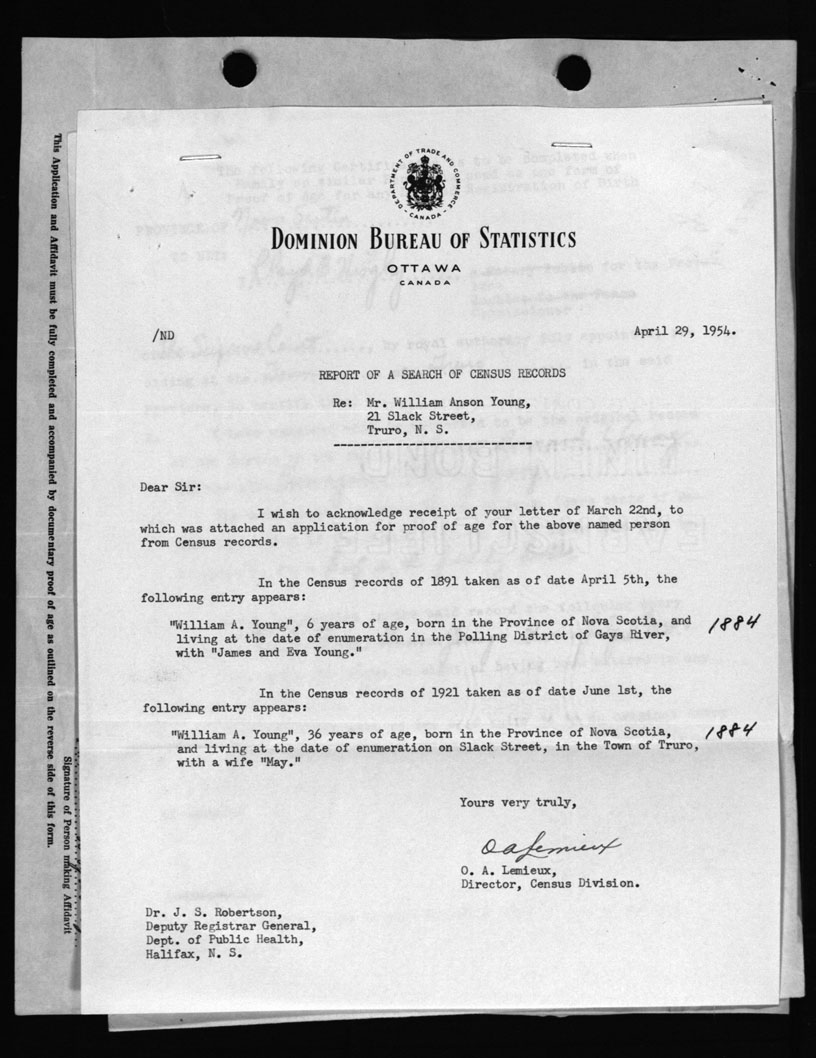 DEPARTMENT OF TRADE AND COMMERCE
CANADA
DOMINION BUREAU OF STATISTICS
OTTAWA
CANADA
/ND
April 29, 1954.
REPORT OF A SEARCH OF CENSUS RECORDS
Re: Mr. William Anson Young,
21 Slack Street,
Truro, N. S.
Dear Sir:
I wish to acknowledge receipt of your letter of March 22nd, to
which was attached an application for proof of age for the above named person
from Census records.
In the Census records of 1891 taken as of date April 5th, the
following entry appears:
"William A. Young", 6 years of age, born in the Province of Nova Scotia, and 1884
living at the date of enumeration in the Polling District of Gays River,
with "James and Eva Young."
In the Census records of 1921 taken as of date June 1st, the
following entry appears:
"William A. Young", 36 years of age, born in the Province of Nova Scotia, 1884
and living at the date of enumeration on Slack Street, in the Town of Truro,
with a wife "May."
Yours very truly,
O A Lemieux
O. A. Lemieux,
Director, Census Division.
Dr. J. S. Robertson,
Deputy Registrar General,
Dept. of Public Health,
Halifax, N. S.
This Application and Affidavit must be fully completed and accompanied by documentary proof of age as outlined on the reverse side of this form.
Signature of Person making Affidavit